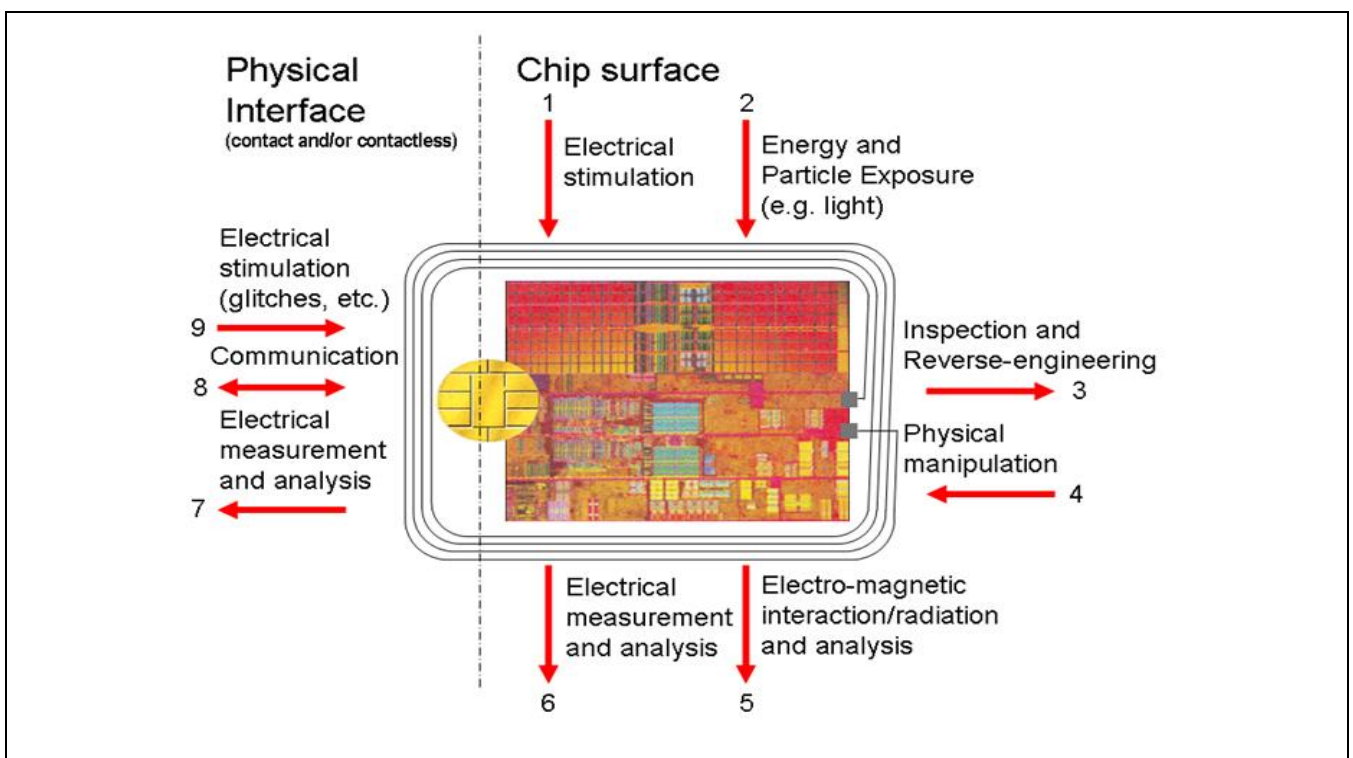 Physical
Interface
(contact and/or contactless)
Chip surface
1
2
Electrical
stimulation
Energy and
Particle Exposure
(e.g. light)
Electrical
stimulation
(glitches, etc.)
9
Communication
8
Electrical
measurement
and analysis
7
Inspection and
Reverse-engineering
3
Physical
manipulation
4
Electrical
measurement
and analysis
6
Electro-magnetic
interaction/radiation
and analysis
5